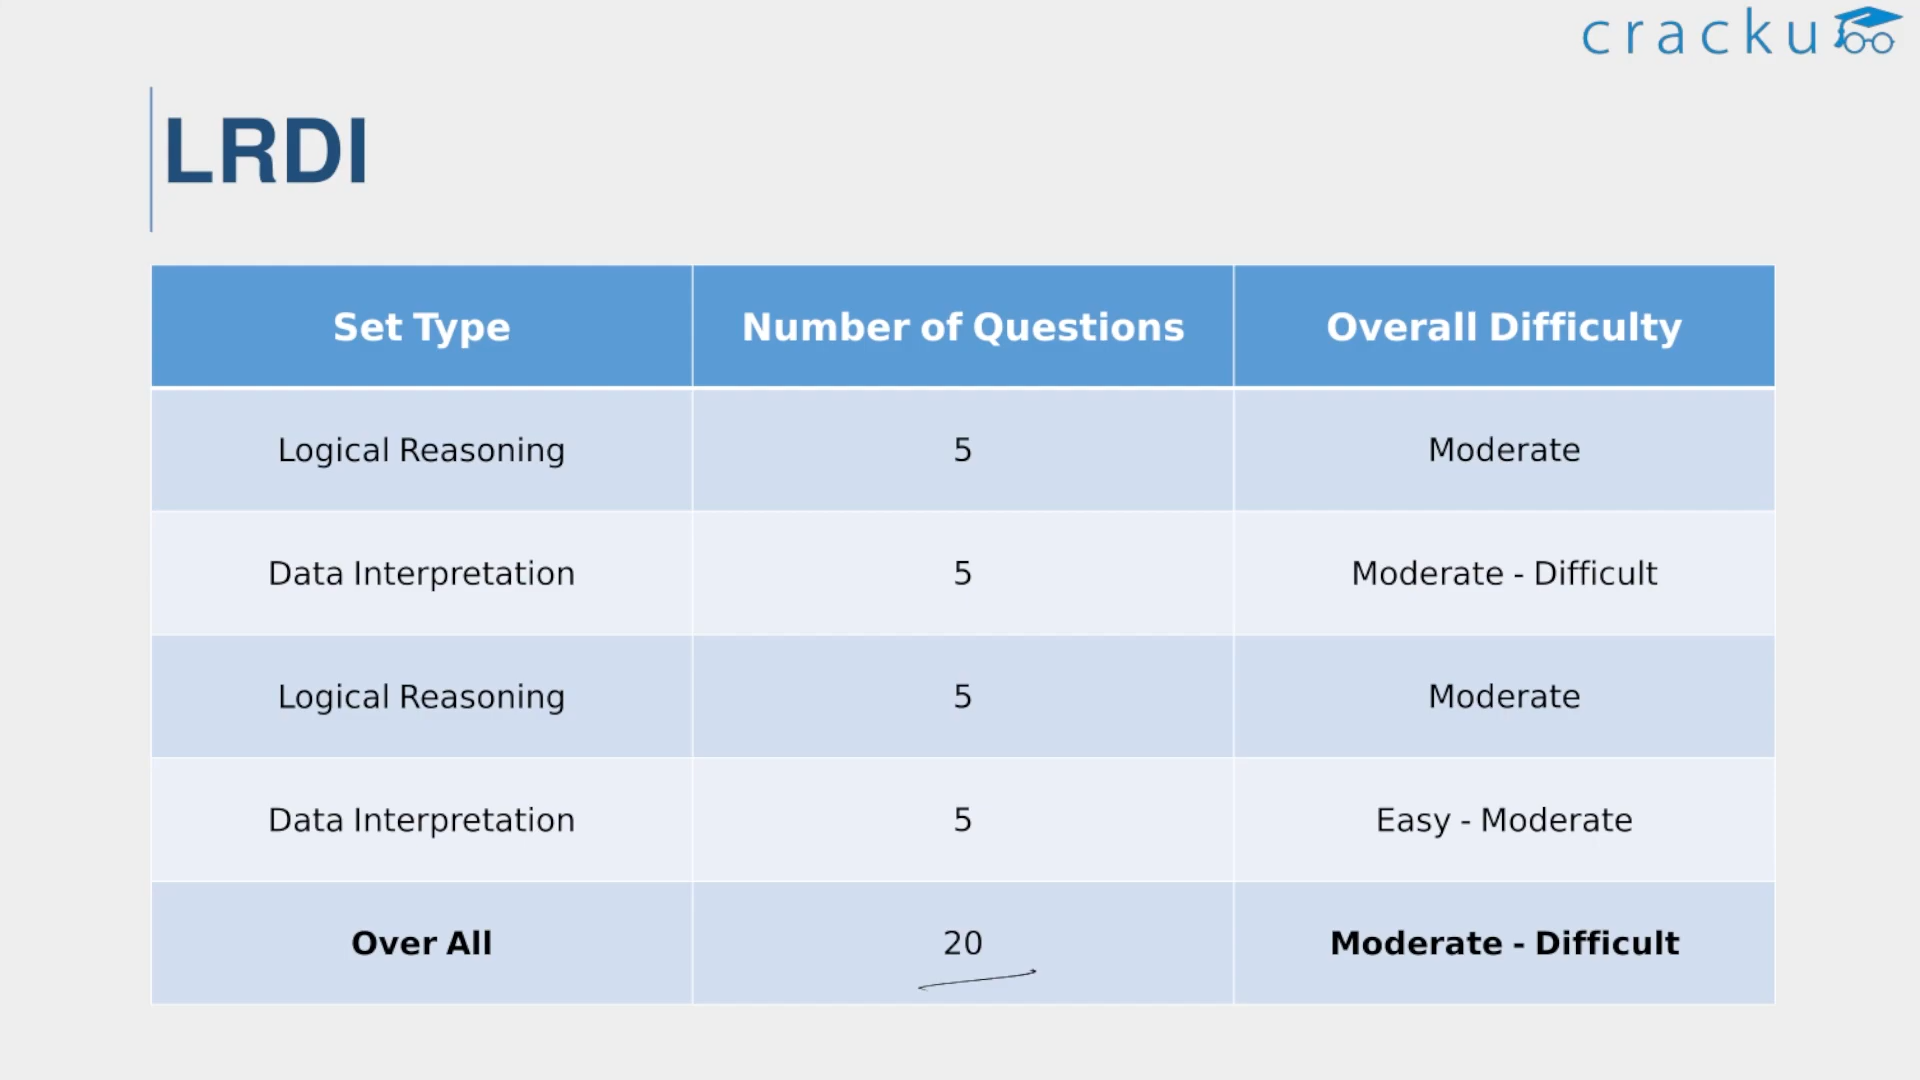 cracku
LRDI
Set Type Number of Questions Overall Difficulty
Logical Reasoning 5 Moderate
Data Interpretation 5 Moderate - Difficult
Logical Reasoning 5 Moderate
Data Interpretation 5 Easy - Moderate
Over All 20 Moderate - Difficult